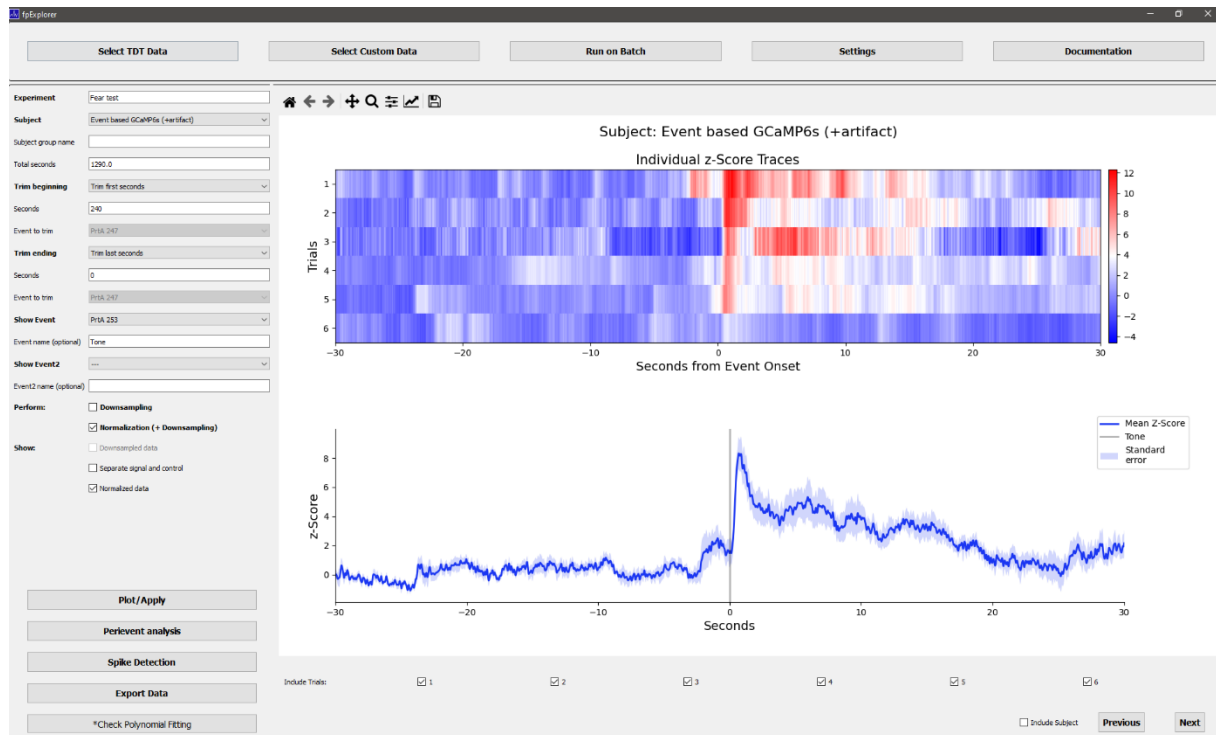 fpExplorer
Select TDT Data
Select Custom Data
Run on Batch
Settings
Documentation
Experiment
Fear test
Subject
Event based GCaMP6s (+artifact)
Subject group name
Total seconds
1290.0
Trim beginning
Trim first seconds
Seconds
240
Event to trim
PrtA 247
Trim ending
Trim last seconds
Seconds
0
Event to trim
PrtA 247
Show Event
PrtA 253
Event name (optional)
Tone
Show Event2
---
Event2 name (optional)
Perform:
Downsampling
Normalization (+ Downsampling)
Show:
Downsampled data
Separate signal and control
Normalized data
Plot/Apply
Perievent analysis
Spike Detection
Export Data
*Check Polynomial Fitting
Subject: Event based GCaMP6s (+artifact)
Individual z-Score Traces
Trials
1
2
3
4
5
6
−30
−20
−10
0
10
20
30
Seconds from Event Onset
12
10
8
6
4
2
0
−2
−4
z-Score
8
6
4
2
0
−30
−20
−10
0
10
20
30
Seconds
Mean Z-Score
Tone
Standard
error
Include Trials:
1
2
3
4
5
6
Include Subject
Previous
Next